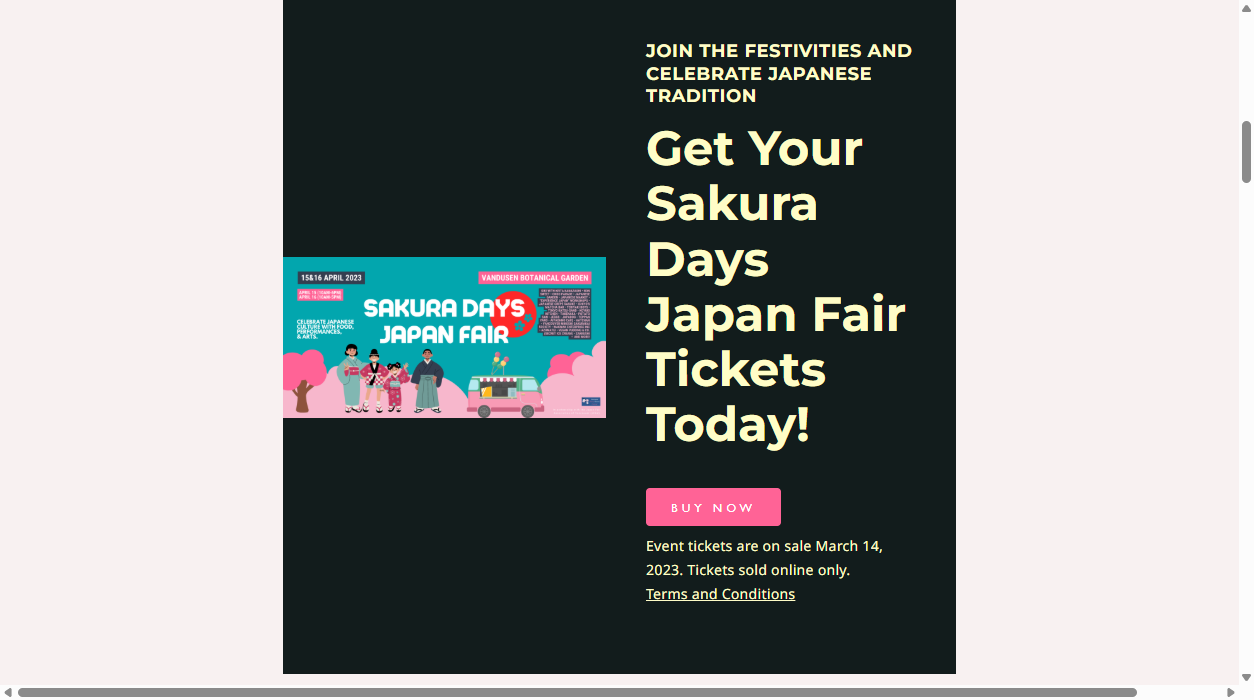 JOIN THE FESTIVITIES AND
CELEBRATE JAPANESE
TRADITION
Get Your
Sakura
Days
Japan Fair
Tickets
Today!
15&16 APRIL 2023
VANDUSEN BOTANICAL GARDEN
SAKURA DAYS
JAPAN FAIR
CELEBRATE JAPANESE
CULTURE WITH FOOD,
PERFORMANCES,
& ARTS.
BUY NOW
Event tickets are on sale March 14,
2023. Tickets sold online only.
Terms and Conditions